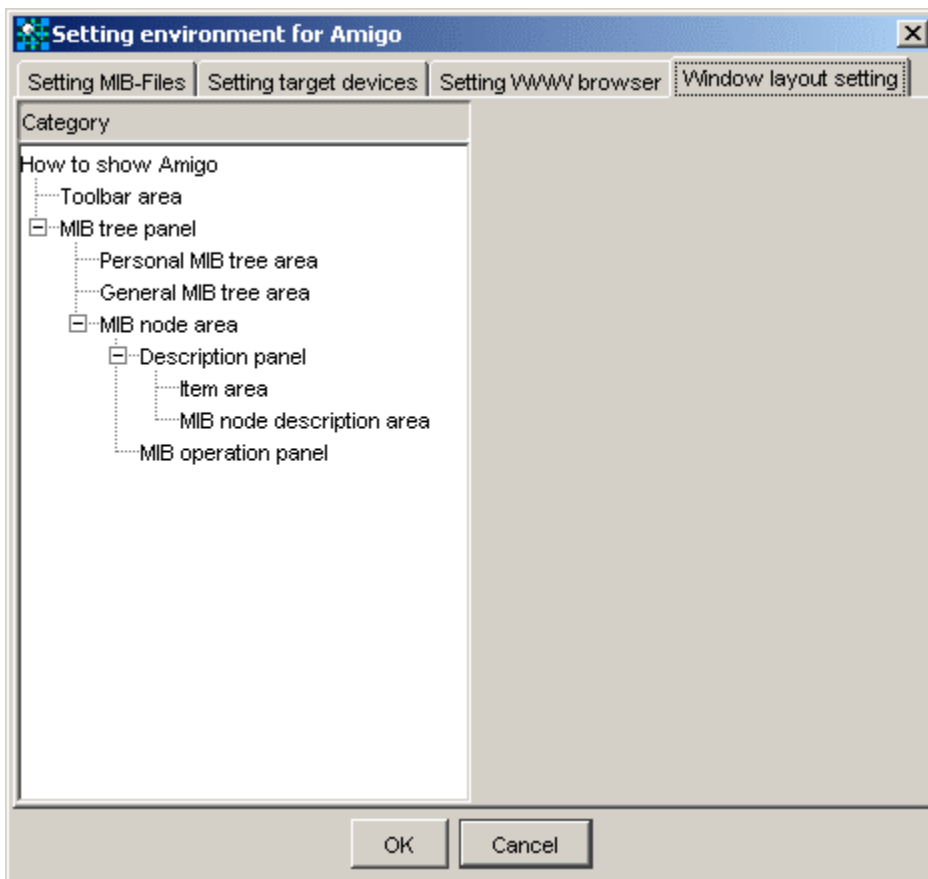 Setting environment for Amigo
Setting MIB-Files Setting target devices Setting WWW browser Window layout setting
Category
How to show Amigo
Toolbar area
MIB tree panel
Personal MIB tree area
General MIB tree area
MIB node area
Description panel
Item area
MIB node description area
MIB operation panel
OK Cancel